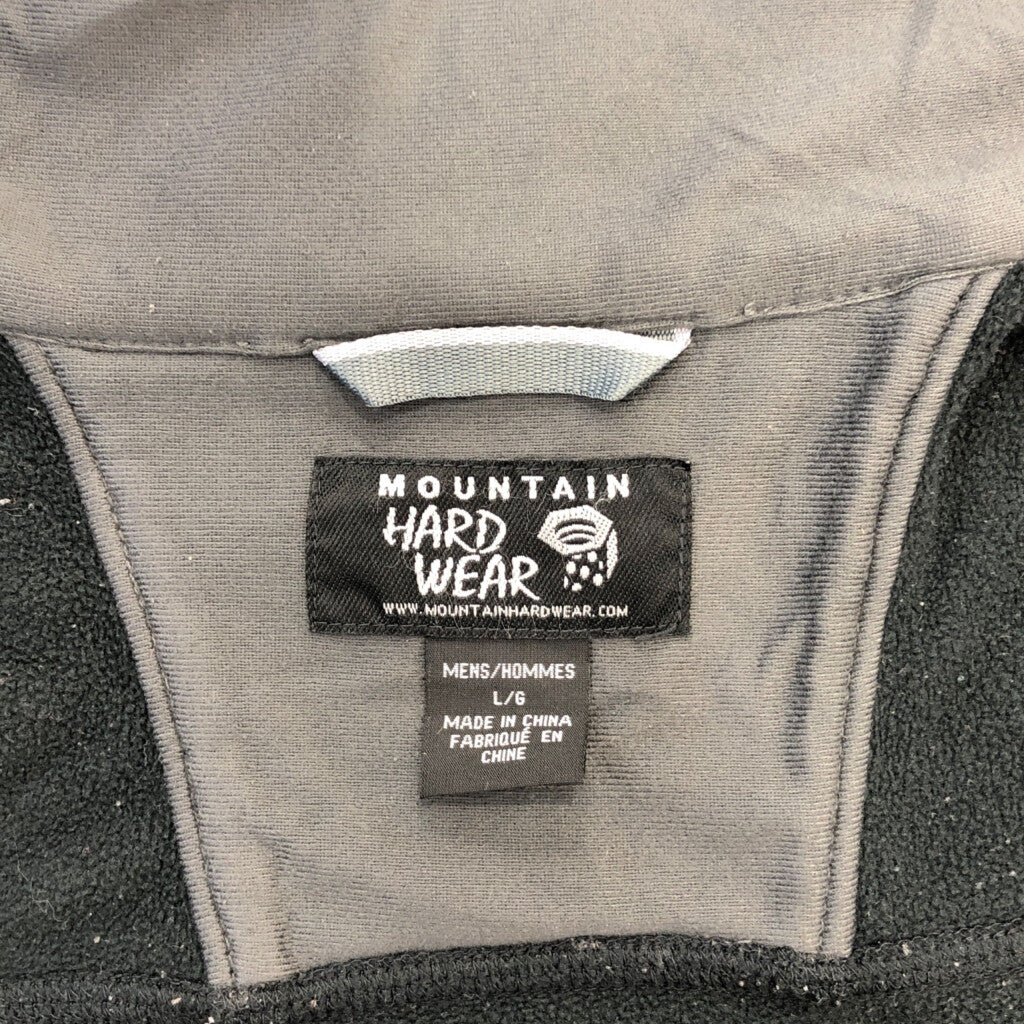 MOUNTAIN
HARD
WEAR
WWW.MOUNTAINHARDWEAR.COM
MENS/HOMMES
L/G
MADE IN CHINA
FABRIQUÉ EN
CHINE